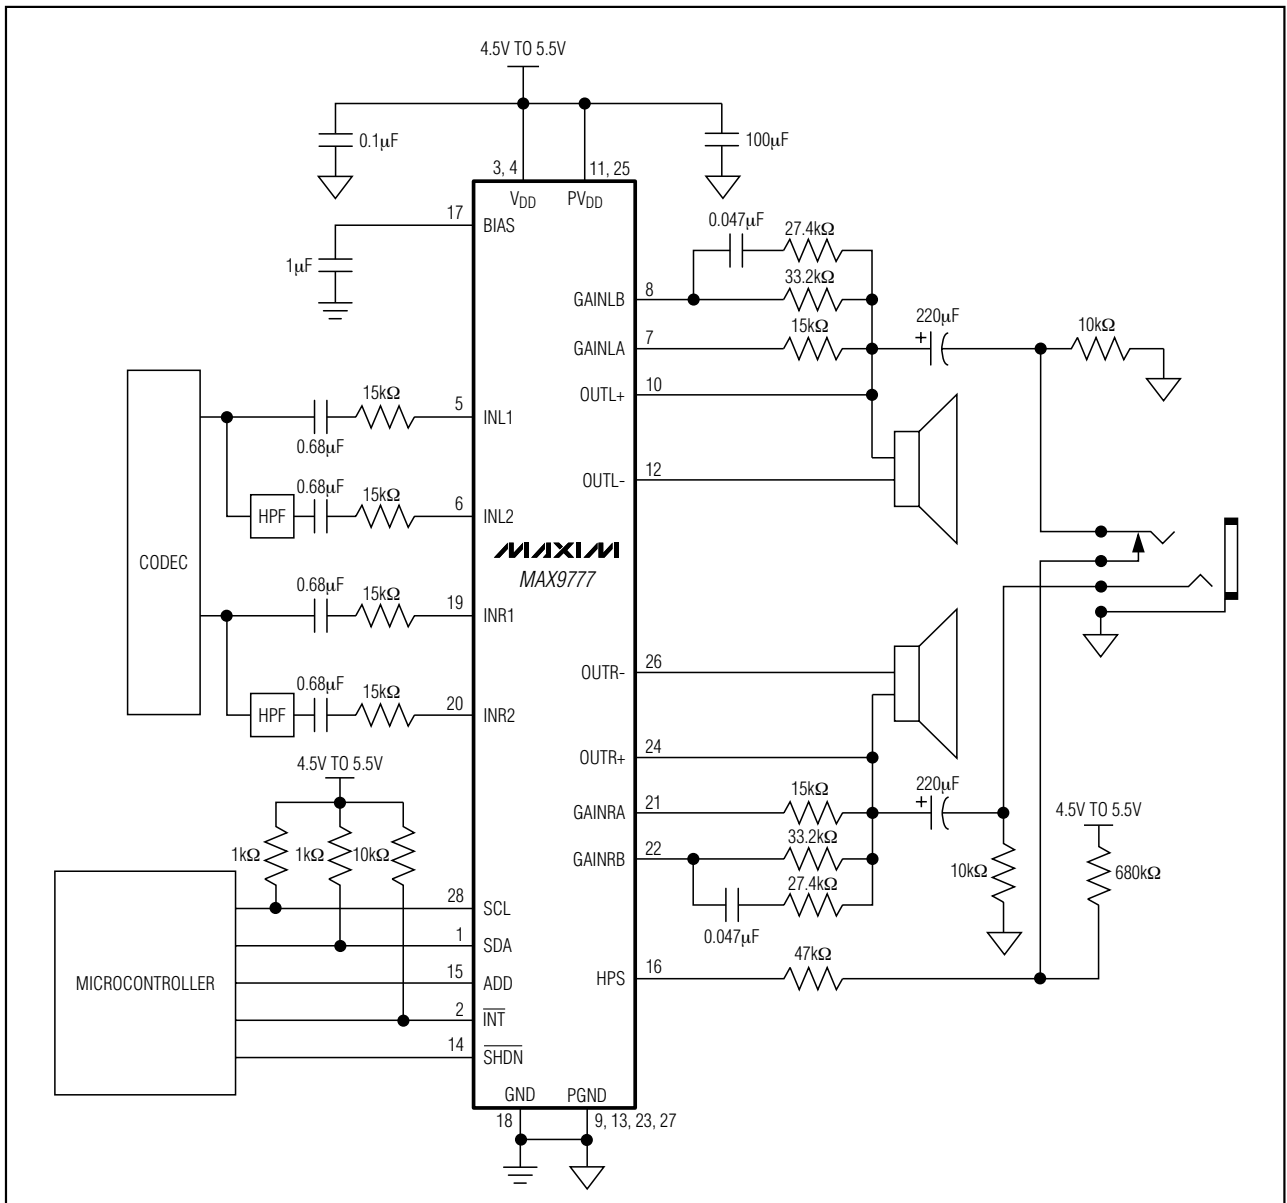 4.5V TO 5.5V
0.1µF
100µF
3, 4
11, 25
VDD
PVDD
17
BIAS
1µF
0.047µF
27.4kΩ
33.2kΩ
8
GAINLB
15kΩ
7
GAINLA
220µF
+
10kΩ
10
OUTL+
12
OUTL-
CODEC
15kΩ
0.68µF
5
INL1
0.68µF
15kΩ
HPF
6
INL2
MAXIM
MAX9777
0.68µF
15kΩ
19
INR1
0.68µF
15kΩ
HPF
20
INR2
26
OUTR-
24
OUTR+
15kΩ
21
GAINRA
220µF
+
33.2kΩ
22
GAINRB
27.4kΩ
0.047µF
10kΩ
4.5V TO 5.5V
680kΩ
47kΩ
16
HPS
4.5V TO 5.5V
1kΩ
1kΩ
10kΩ
MICROCONTROLLER
28
SCL
1
SDA
15
ADD
2
INT
14
SHDN
GND
PGND
18
9, 13, 23, 27